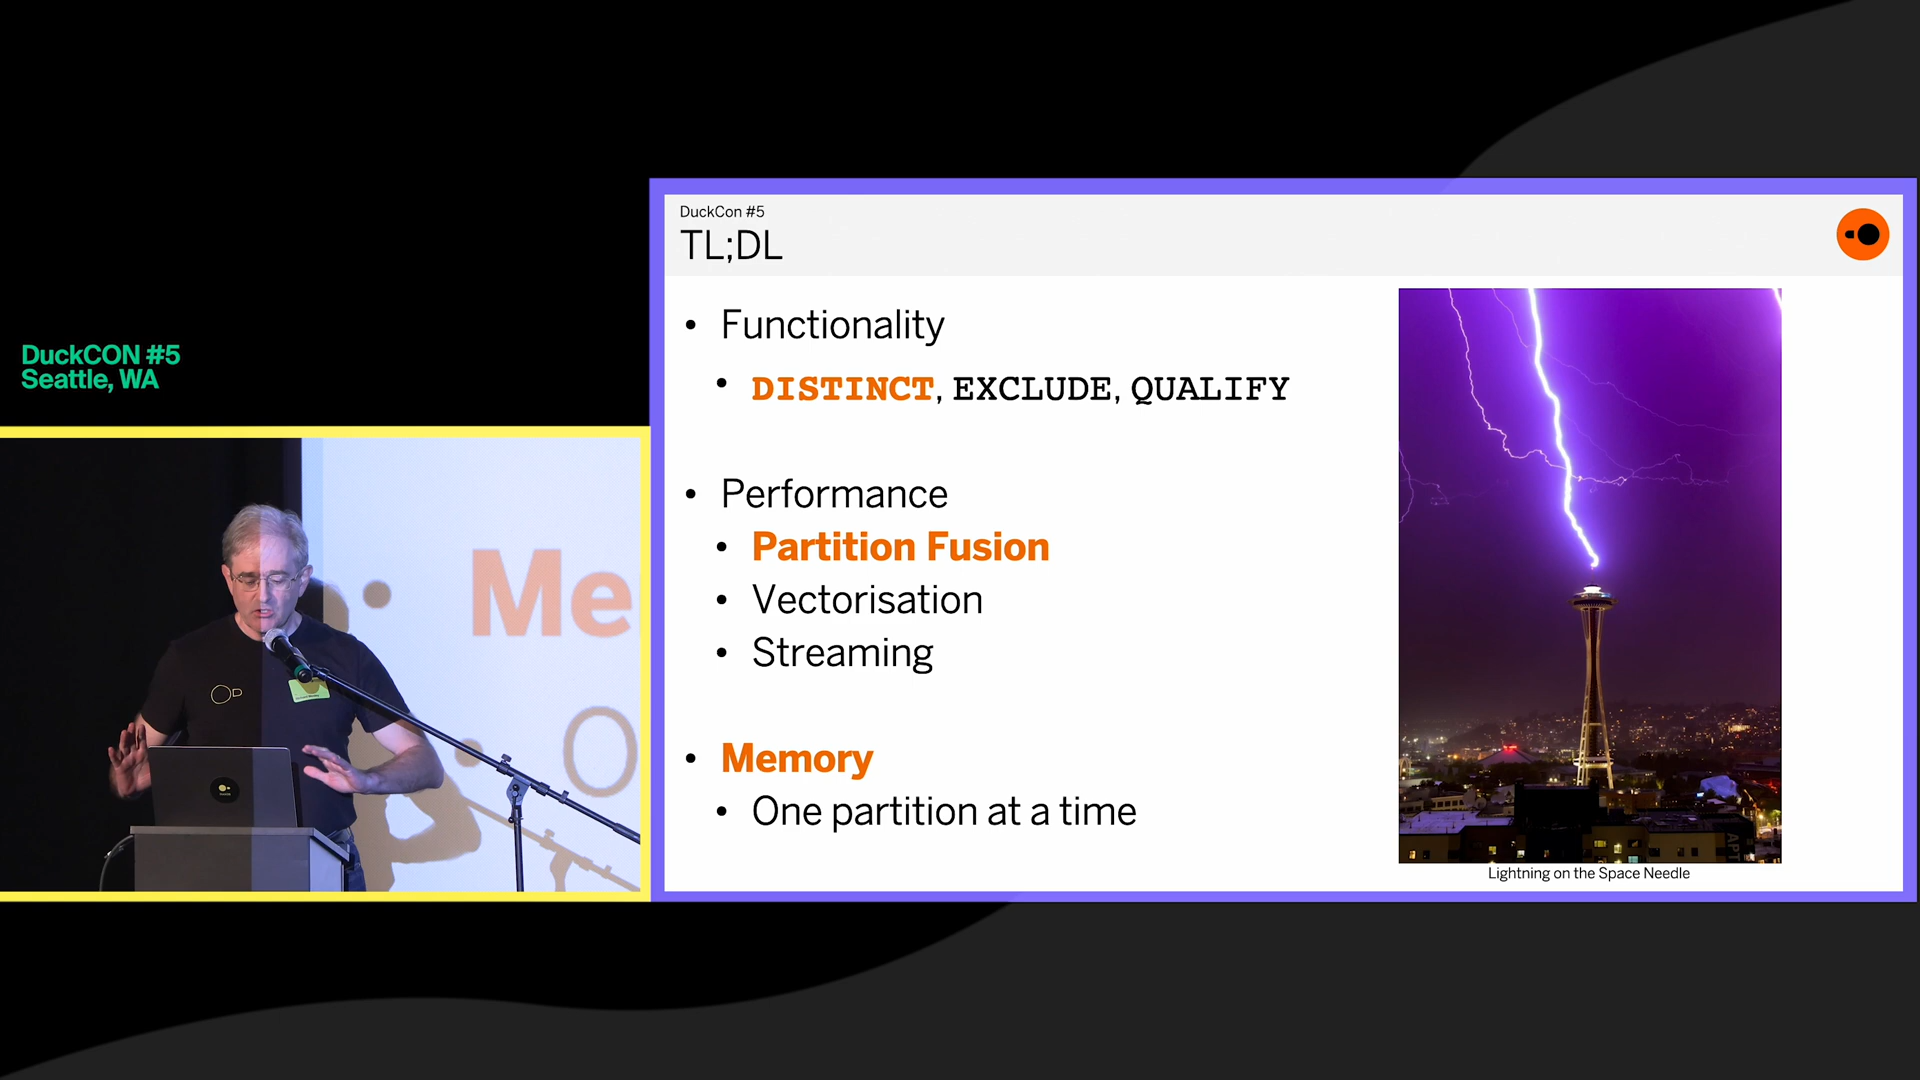 DuckCON #5
Seattle, WA
Me
O
DuckCon #5
TL;DL
• Functionality
• DISTINCT, EXCLUDE, QUALIFY
• Performance
• Partition Fusion
• Vectorisation
• Streaming
• Memory
• One partition at a time
Lightning on the Space Needle